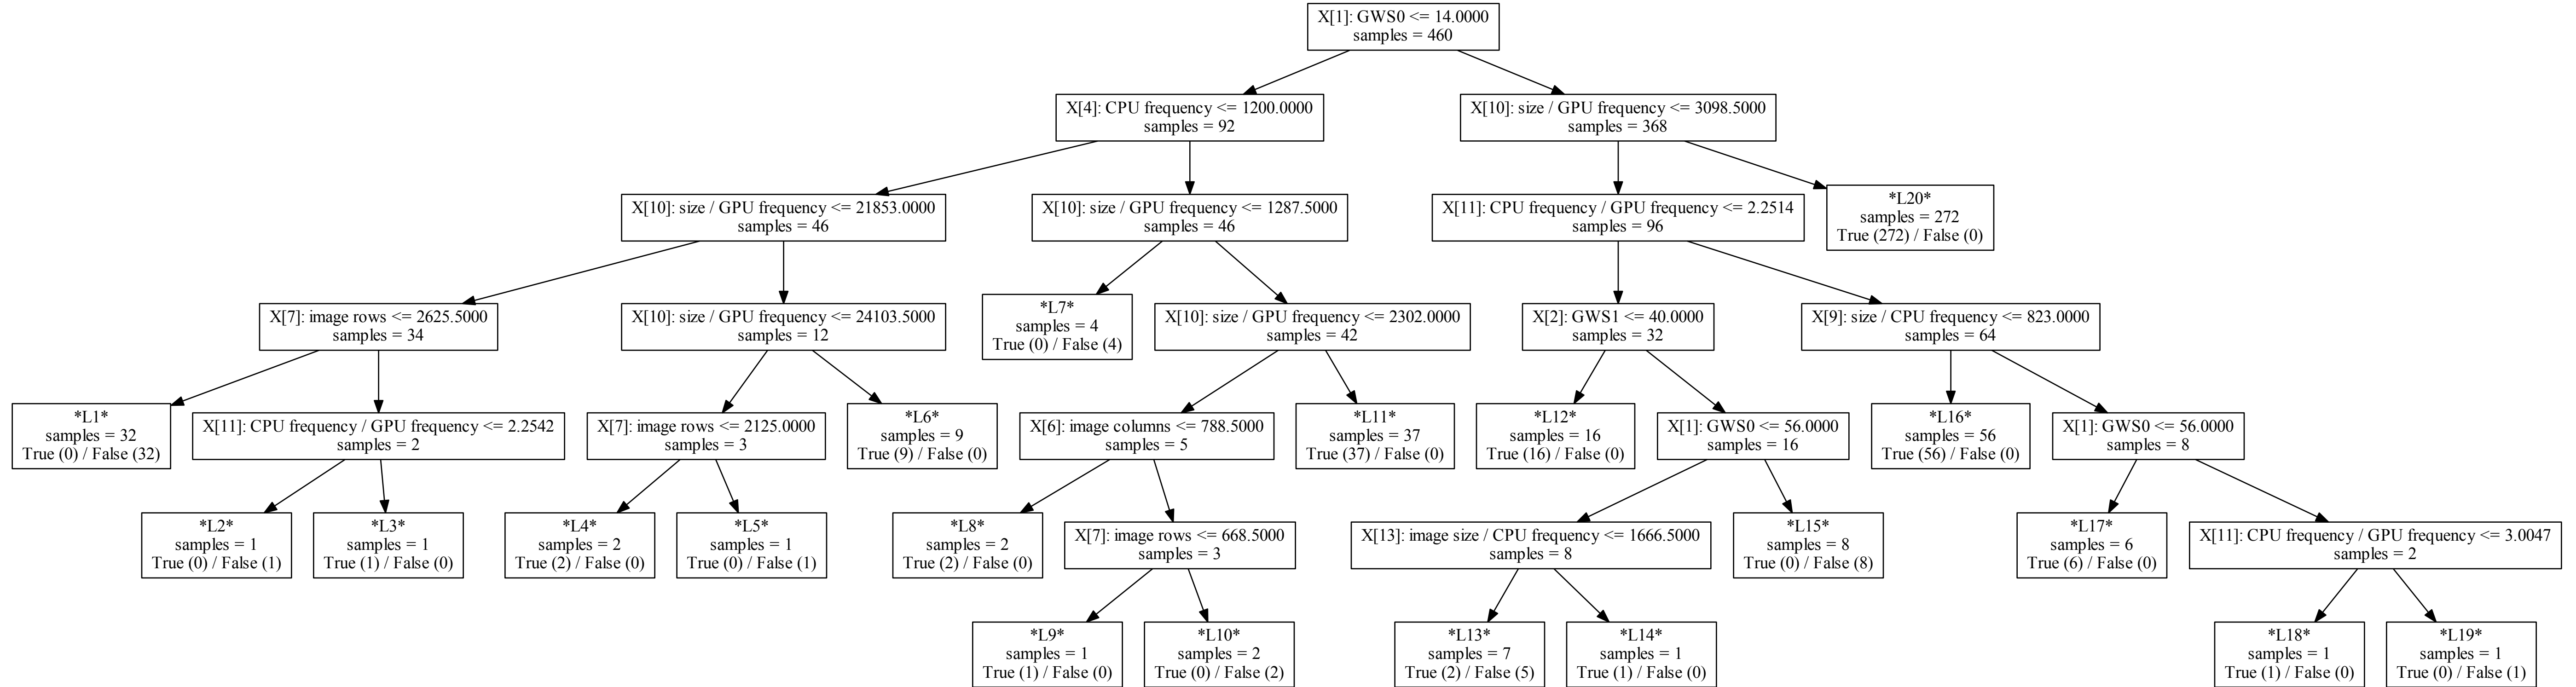 X[1]: GWS0 <= 14.0000
samples = 460
X[4]: CPU frequency <= 1200.0000
samples = 92
X[10]: size / GPU frequency <= 3098.5000
samples = 368
X[10]: size / GPU frequency <= 21853.0000
samples = 46
X[10]: size / GPU frequency <= 1287.5000
samples = 46
X[11]: CPU frequency / GPU frequency <= 2.2514
samples = 96
*L20*
samples = 272
True (272) / False (0)
X[7]: image rows <= 2625.5000
samples = 34
X[10]: size / GPU frequency <= 24103.5000
samples = 12
*L7*
samples = 4
True (0) / False (4)
X[10]: size / GPU frequency <= 2302.0000
samples = 42
X[2]: GWS1 <= 40.0000
samples = 32
X[9]: size / CPU frequency <= 823.0000
samples = 64
*L1*
samples = 32
True (0) / False (32)
X[11]: CPU frequency / GPU frequency <= 2.2542
samples = 2
X[7]: image rows <= 2125.0000
samples = 3
*L6*
samples = 9
True (9) / False (0)
X[6]: image columns <= 788.5000
samples = 5
*L11*
samples = 37
True (37) / False (0)
*L12*
samples = 16
True (16) / False (0)
X[1]: GWS0 <= 56.0000
samples = 16
*L16*
samples = 56
True (56) / False (0)
X[1]: GWS0 <= 56.0000
samples = 8
*L2*
samples = 1
True (0) / False (1)
*L3*
samples = 1
True (1) / False (0)
*L4*
samples = 2
True (2) / False (0)
*L5*
samples = 1
True (0) / False (1)
*L8*
samples = 2
True (2) / False (0)
X[7]: image rows <= 668.5000
samples = 3
X[13]: image size / CPU frequency <= 1666.5000
samples = 8
*L15*
samples = 8
True (0) / False (8)
*L17*
samples = 6
True (6) / False (0)
X[11]: CPU frequency / GPU frequency <= 3.0047
samples = 2
*L9*
samples = 1
True (1) / False (0)
*L10*
samples = 2
True (0) / False (2)
*L13*
samples = 7
True (2) / False (5)
*L14*
samples = 1
True (1) / False (0)
*L18*
samples = 1
True (1) / False (0)
*L19*
samples = 1
True (0) / False (1)